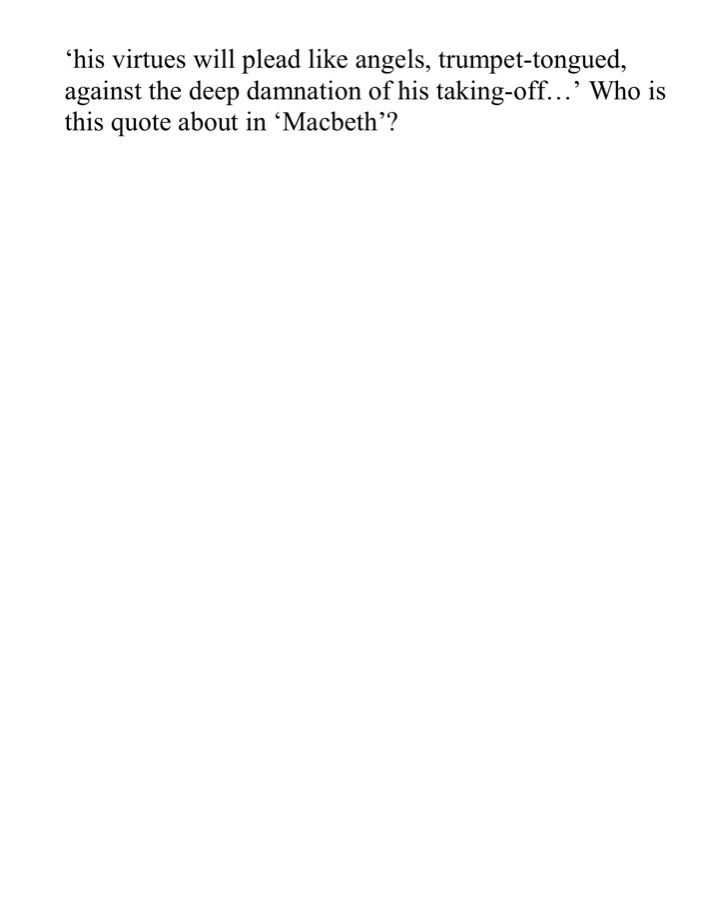 ‘his virtues will plead like angels, trumpet-tongued,
against the deep damnation of his taking-off…’ Who is
this quote about in ‘Macbeth’?